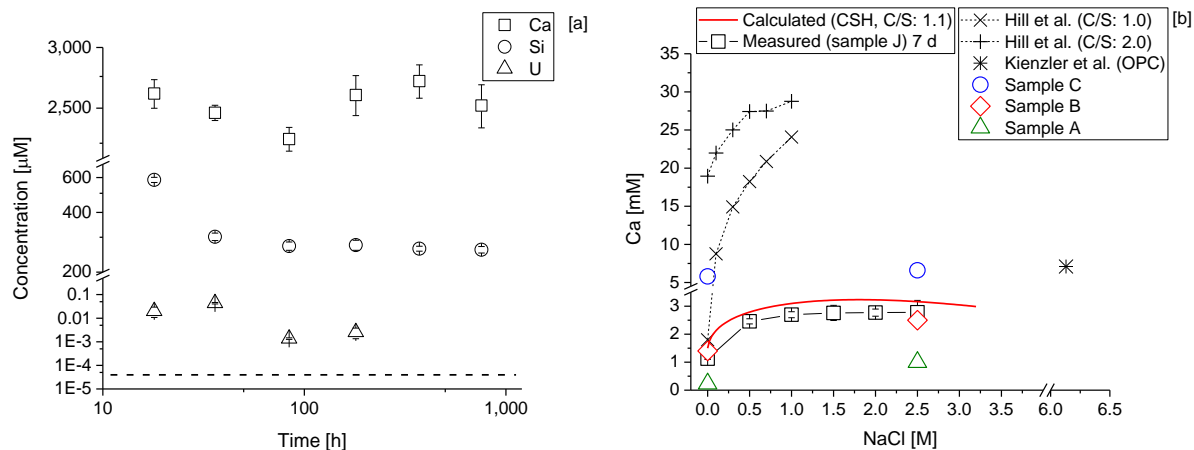 [a]
Ca
Si
U
3,000
2,500
600
400
200
0.1
0.01
1E-3
1E-4
1E-5
Concentration [µM]
10
100
1,000
Time [h]
[b]
Calculated (CSH, C/S: 1.1)
Measured (sample J) 7 d
Hill et al. (C/S: 1.0)
Hill et al. (C/S: 2.0)
Kienzler et al. (OPC)
Sample C
Sample B
Sample A
35
30
25
20
15
10
5
3
2
1
0
Ca [mM]
0.0 0.5 1.0 1.5 2.0 2.5 3.0 6.0 6.5
NaCl [M]